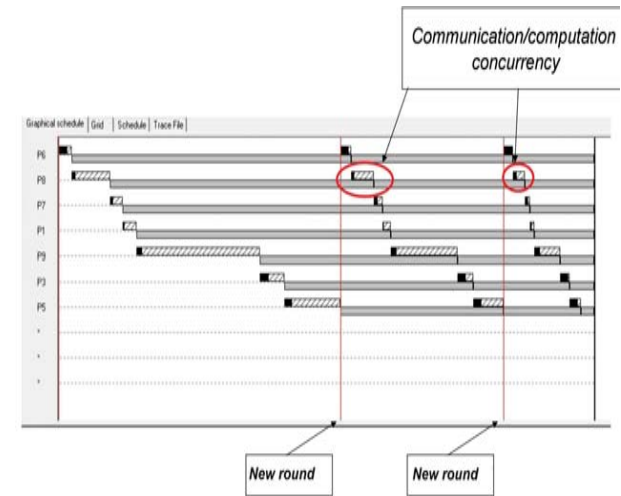 Communication/computation
concurrency
Graphical schedule | Grid | Schedule | Trace File |
P6
P8
P7
P1
P9
P3
P5
New round
New round